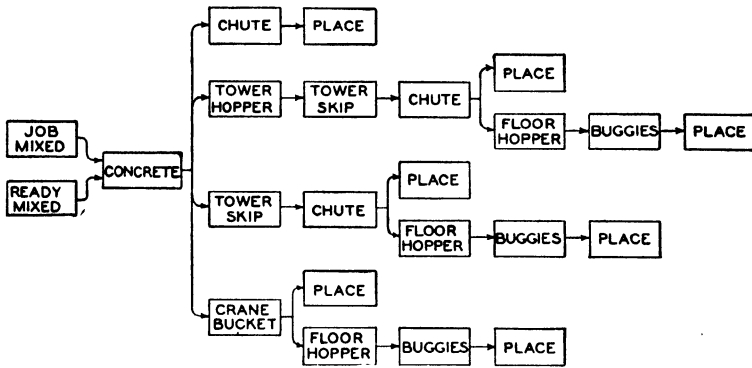 JOB
MIXED
READY
MIXED
CONCRETE
CHUTE
PLACE
TOWER
HOPPER
TOWER
SKIP
CHUTE
PLACE
FLOOR
HOPPER
BUGGIES
PLACE
TOWER
SKIP
CHUTE
PLACE
FLOOR
HOPPER
BUGGIES
PLACE
CRANE
BUCKET
PLACE
FLOOR
HOPPER
BUGGIES
PLACE